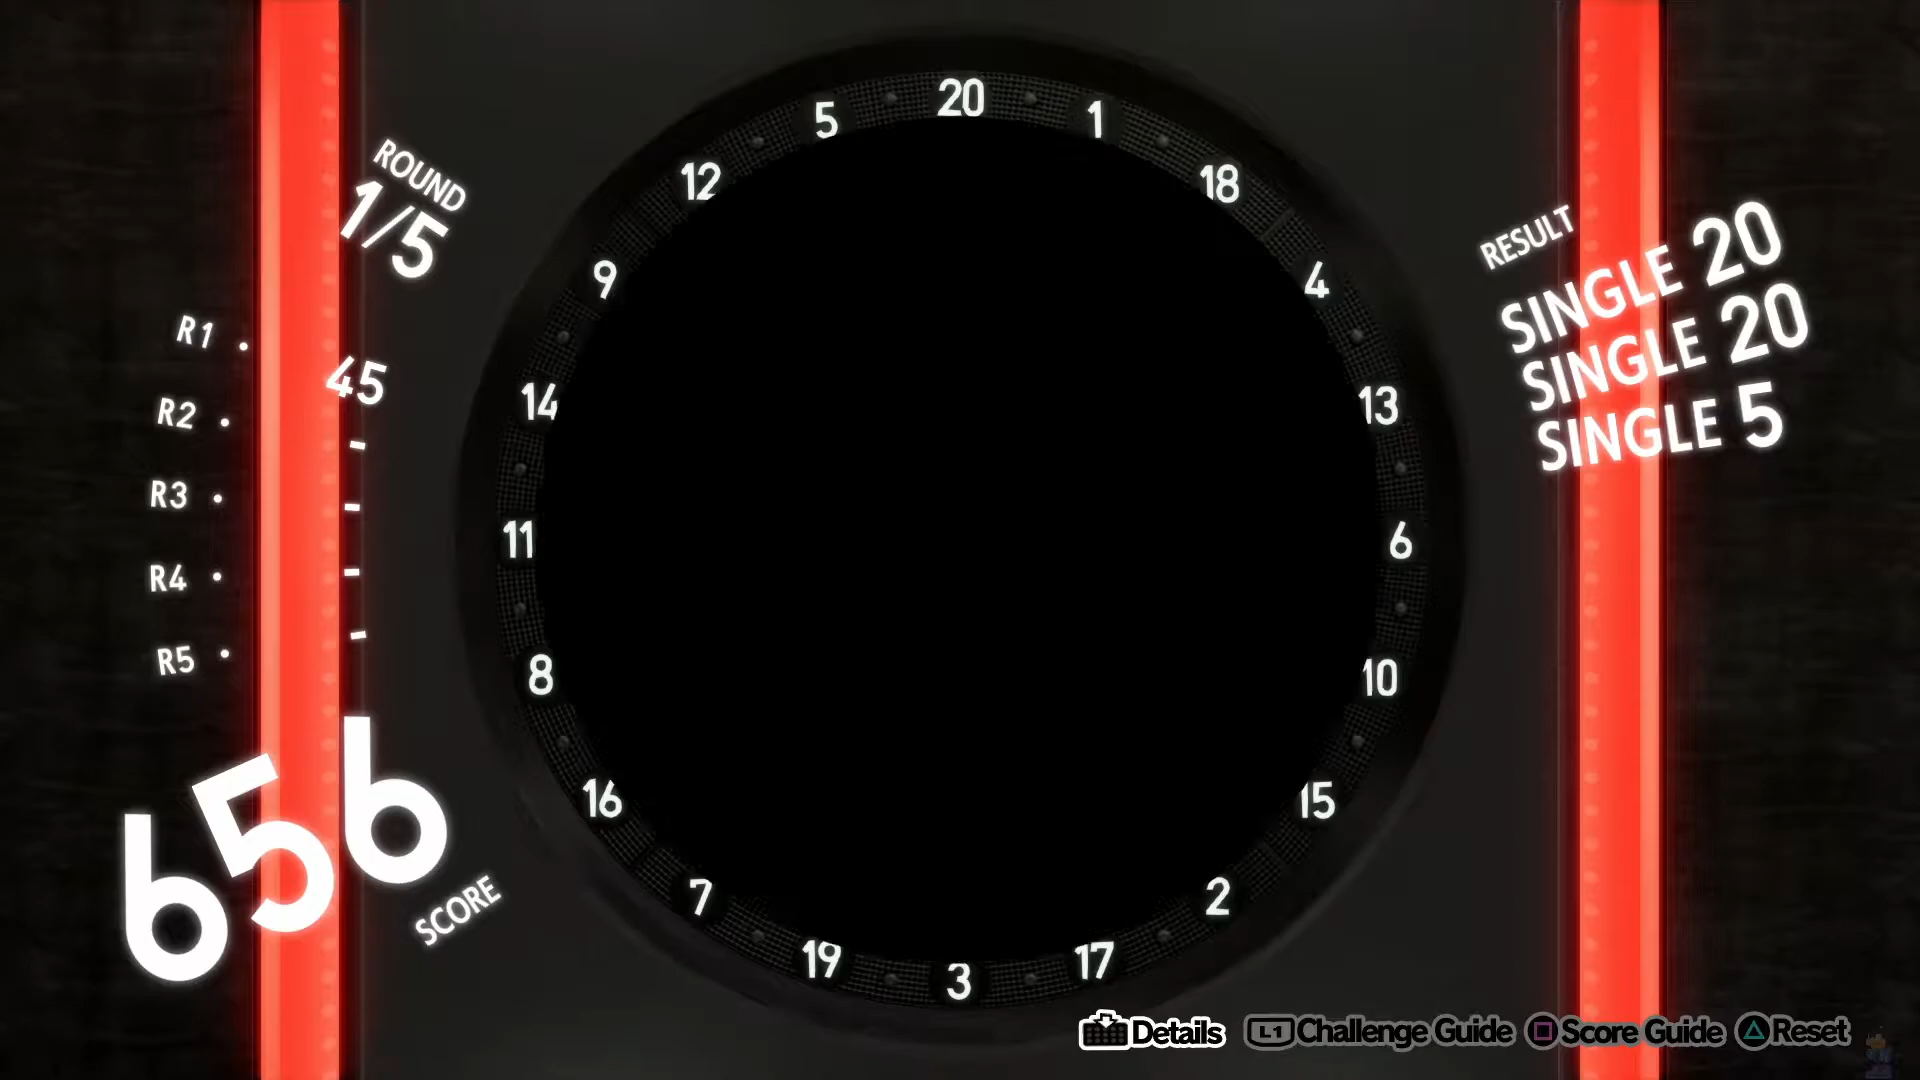 ROUND
1/5
R1 . 45
R2 . -
R3 . -
R4 . -
R5 . -
656
SCORE
20
1
18
4
13
6
10
15
2
17
3
19
7
16
8
11
14
9
12
5
RESULT
SINGLE 20
SINGLE 20
SINGLE 5
Details L1 Challenge Guide Score Guide Reset